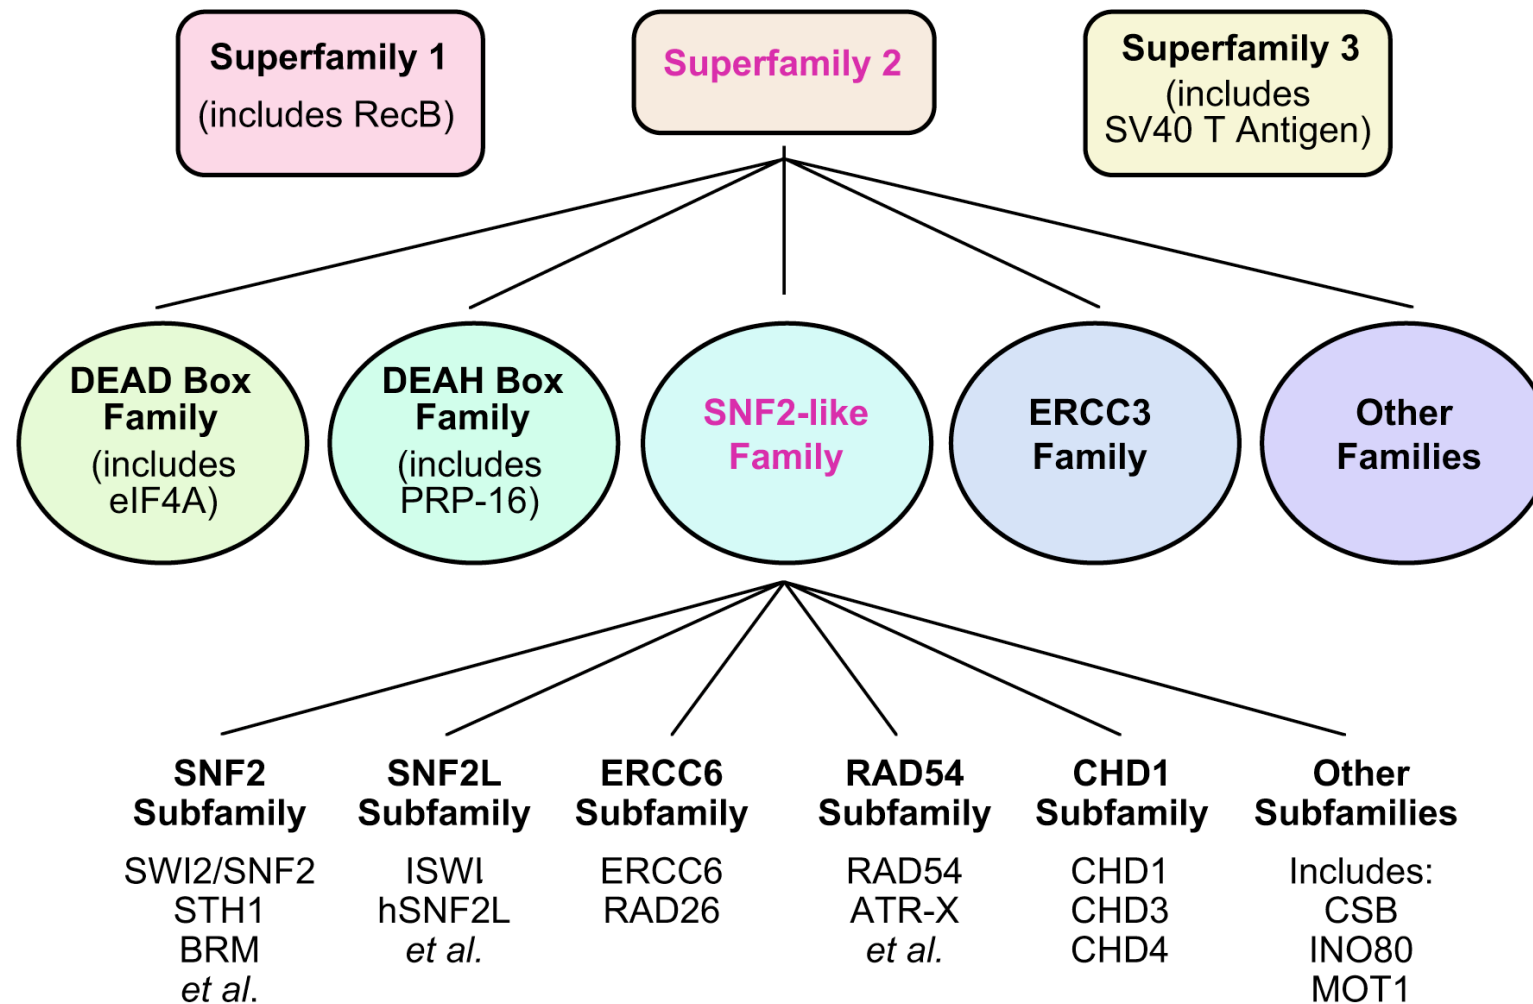 Superfamily 1
(includes RecB)
Superfamily 2
Superfamily 3
(includes
SV40 T Antigen)
DEAD Box
Family
(includes
eIF4A)
DEAH Box
Family
(includes
PRP-16)
SNF2-like
Family
ERCC3
Family
Other
Families
SNF2
Subfamily
SWI2/SNF2
STH1
BRM
et al.
SNF2L
Subfamily
ISWI
hSNF2L
et al.
ERCC6
Subfamily
ERCC6
RAD26
RAD54
Subfamily
RAD54
ATR-X
et al.
CHD1
Subfamily
CHD1
CHD3
CHD4
Other
Subfamilies
Includes:
CSB
INO80
MOT1